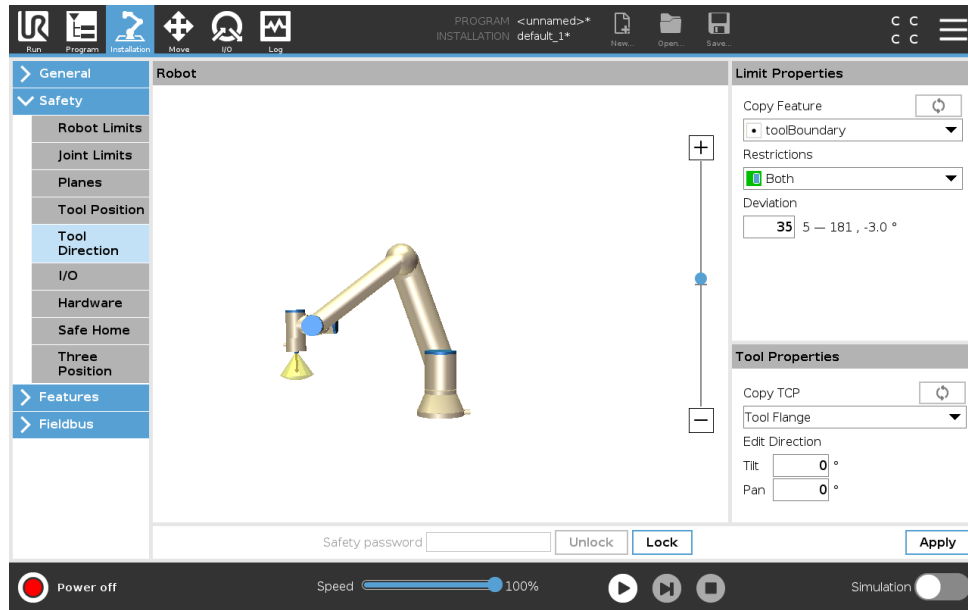 PROGRAM <unnamed>*
INSTALLATION default_1*
UR
Run
Program
Installation
Move
I/O
Log
New...
Open...
Save...
C C
C C
General
Safety
Robot Limits
Joint Limits
Planes
Tool Position
Tool
Direction
I/O
Hardware
Safe Home
Three
Position
Features
Fieldbus
Robot
+
−
Limit Properties
Copy Feature
toolBoundary
Restrictions
Both
Deviation
35 5 — 181 , -3.0 °
Tool Properties
Copy TCP
Tool Flange
Edit Direction
Tilt 0 °
Pan 0 °
Safety password
Unlock
Lock
Apply
Power off
Speed 100%
Simulation